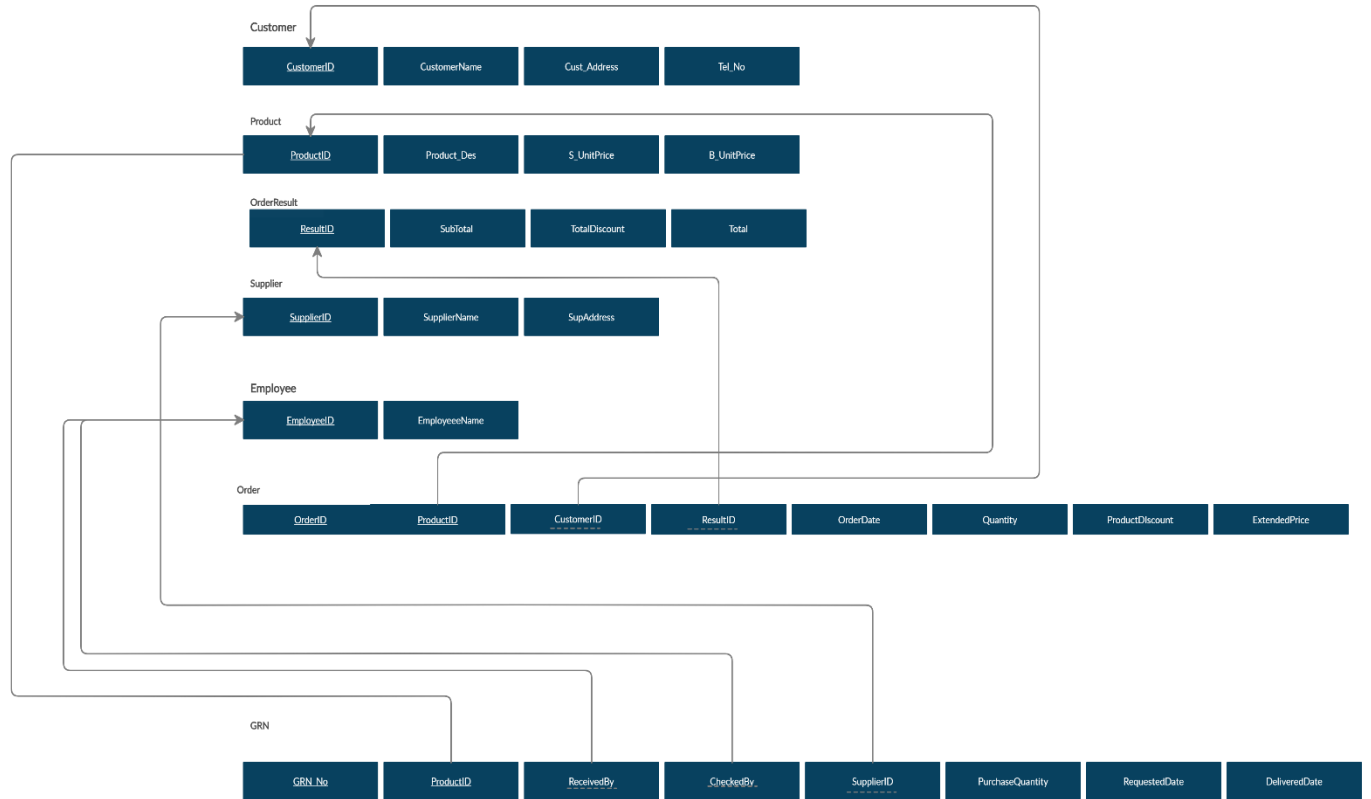 Customer
CustomerID CustomerName Cust_Address Tel_No
Product
ProductID Product_Des S_UnitPrice B_UnitPrice
OrderResult
ResultID SubTotal TotalDiscount Total
Supplier
SupplierID SupplierName SupAddress
Employee
EmployeeID EmployeeeName
Order
OrderID ProductID CustomerID ResultID OrderDate Quantity ProductDIscount ExtendedPrice
GRN
GRN_No ProductID ReceivedBy CheckedBy SupplierID PurchaseQuantity RequestedDate DeliveredDate